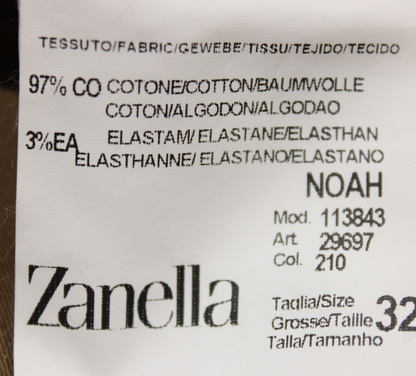 TESSUTO/FABRIC/GEWEBE/TISSU/TEJIDO/TECIDO
97% CO COTONE/COTTON/BAUMWOLLE
COTON/ALGODON/ALGODAO
3%EA ELASTAM/ ELASTANE/ELASTHAN
ELASTHANNE/ ELASTANO/ELASTANO
NOAH
Mod. 113843
Art 29697
Col. 210
Zanella
Taglia/Size
Grosse/Taille 32
Talla/Tamanho